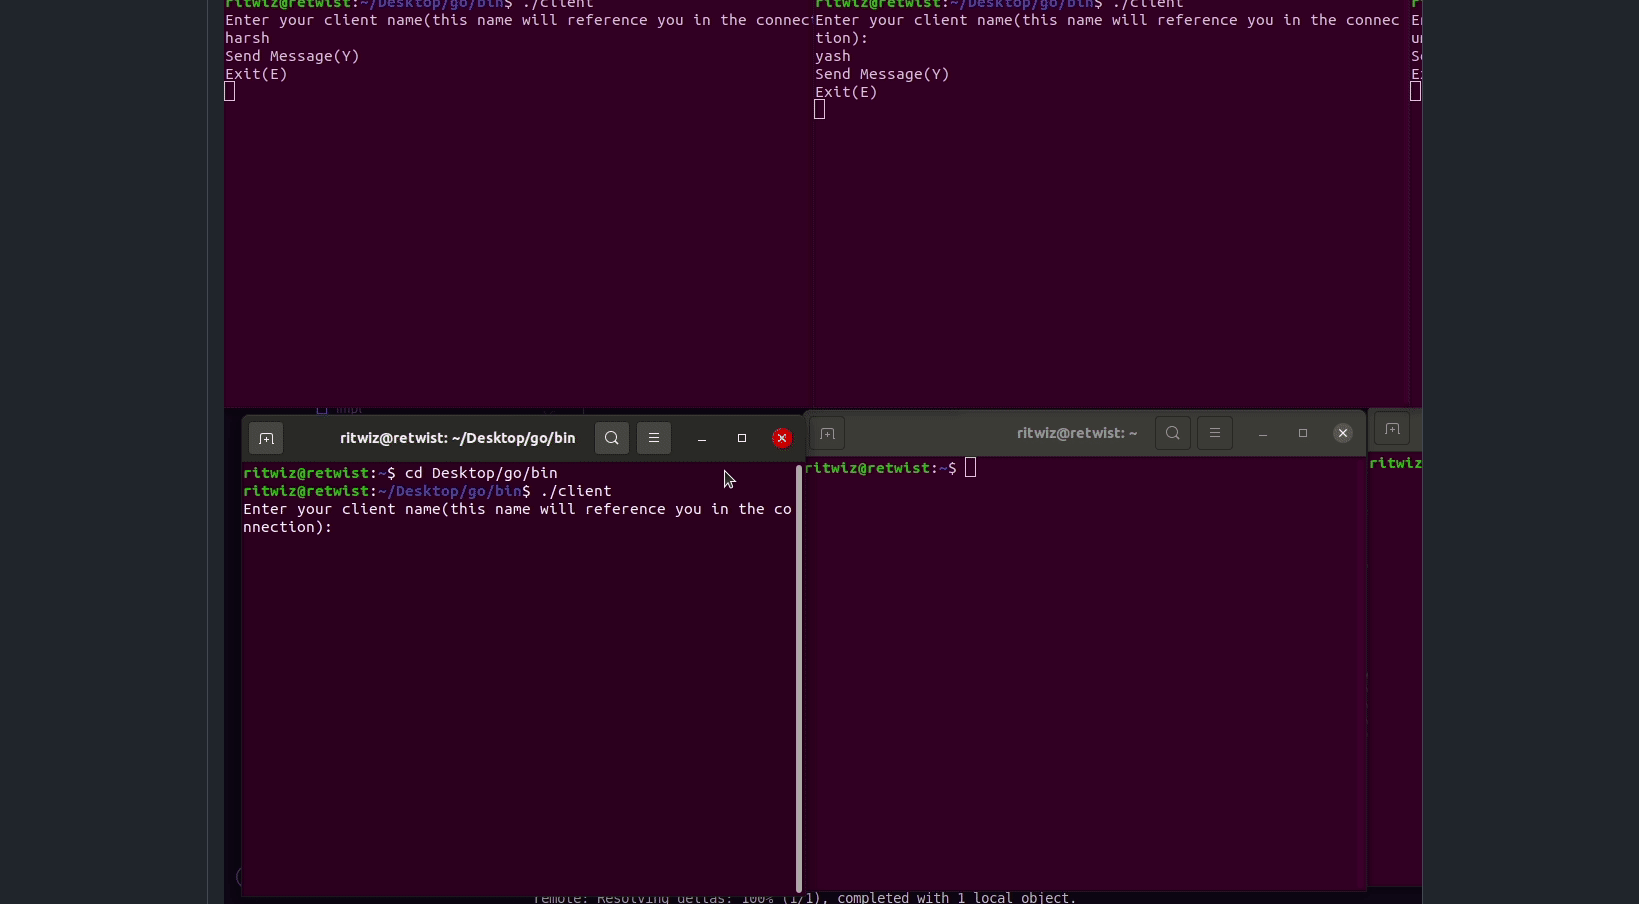 ritwiz@retwist:~/Desktop/go/bin$ ./client
Enter your client name(this name will reference you in the connec
harsh
Send Message(Y)
Exit(E)
ritwiz@retwist:~/Desktop/go/bin$ ./client
Enter your client name(this name will reference you in the connec
tion):
yash
Send Message(Y)
Exit(E)
ritwiz@retwist: ~/Desktop/go/bin
ritwiz@retwist:~$ cd Desktop/go/bin
ritwiz@retwist:~/Desktop/go/bin$ ./client
Enter your client name(this name will reference you in the co
nnection):
ritwiz@retwist: ~
ritwiz@retwist:~$
ritwiz
remote: Resolving deltas: 100% (1/1), completed with 1 local object.